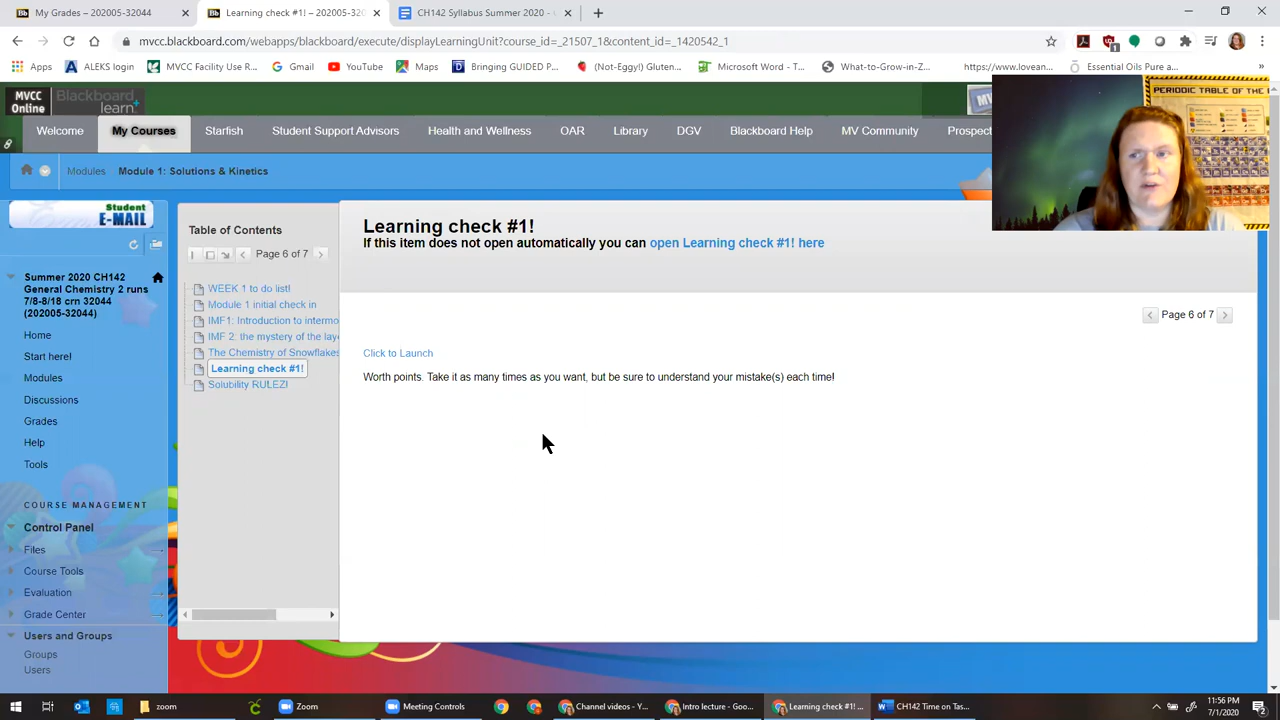 My Grades – 202005-32044
Learning check #1! – 202005-320
CH142 Syllabus Summer 2020 -
mvcc.blackboard.com/webapps/blackboard/execute/displayLearningUnit?course_id=_21507_1&content_id=_1420542_1
Apps
ALEKS login
MVCC Facility Use R...
Gmail
YouTube
Maps
Bringing GUIDED P...
(Not-Eggy!) Gluten...
Microsoft Word - T...
What-to-Grow-in-Z...
https://www.lovean...
Essential Oils Pure a...
»
MVCC
Online
Blackboard
learn+
PERIODIC TABLE OF THE
Welcome
My Courses
Starfish
Student Support Advisors
Health and Wellness
OAR
Library
DGV
Blackboard Help
MV Community
Prospect
Modules
Module 1: Solutions & Kinetics
Student
E-MAIL
Summer 2020 CH142
General Chemistry 2 runs
7/8-8/18 crn 32044
(202005-32044)
Home
Start here!
Modules
Discussions
Grades
Help
Tools
COURSE MANAGEMENT
Control Panel
Files
Course Tools
Evaluation
Grade Center
Users and Groups
Groups
Users
Table of Contents
Page 6 of 7
WEEK 1 to do list!
Module 1 initial check in
IMF1: Introduction to intermo
IMF 2: the mystery of the laye
The Chemistry of Snowflakes
Learning check #1!
Solubility RULEZ!
Learning check #1!
If this item does not open automatically you can open Learning check #1! here
Page 6 of 7
Click to Launch
Worth points. Take it as many times as you want, but be sure to understand your mistake(s) each time!
zoom
Zoom
Meeting Controls
Channel videos - Y...
Intro lecture - Goo...
Learning check #1! ...
CH142 Time on Tas...
11:56 PM
7/1/2020